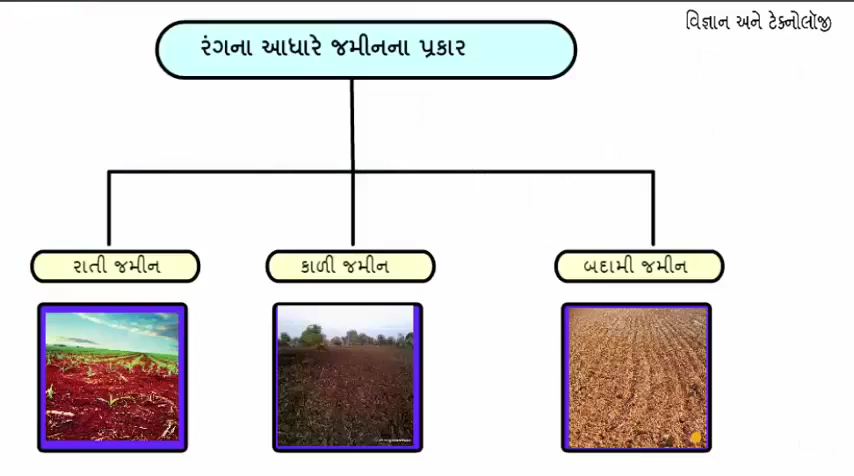 વિજ્ઞાન અને ટેક્નોલૉજી
રંગના આધારે જમીનના પ્રકાર
રાતી જમીન
કાળી જમીન
બદામી જમીન